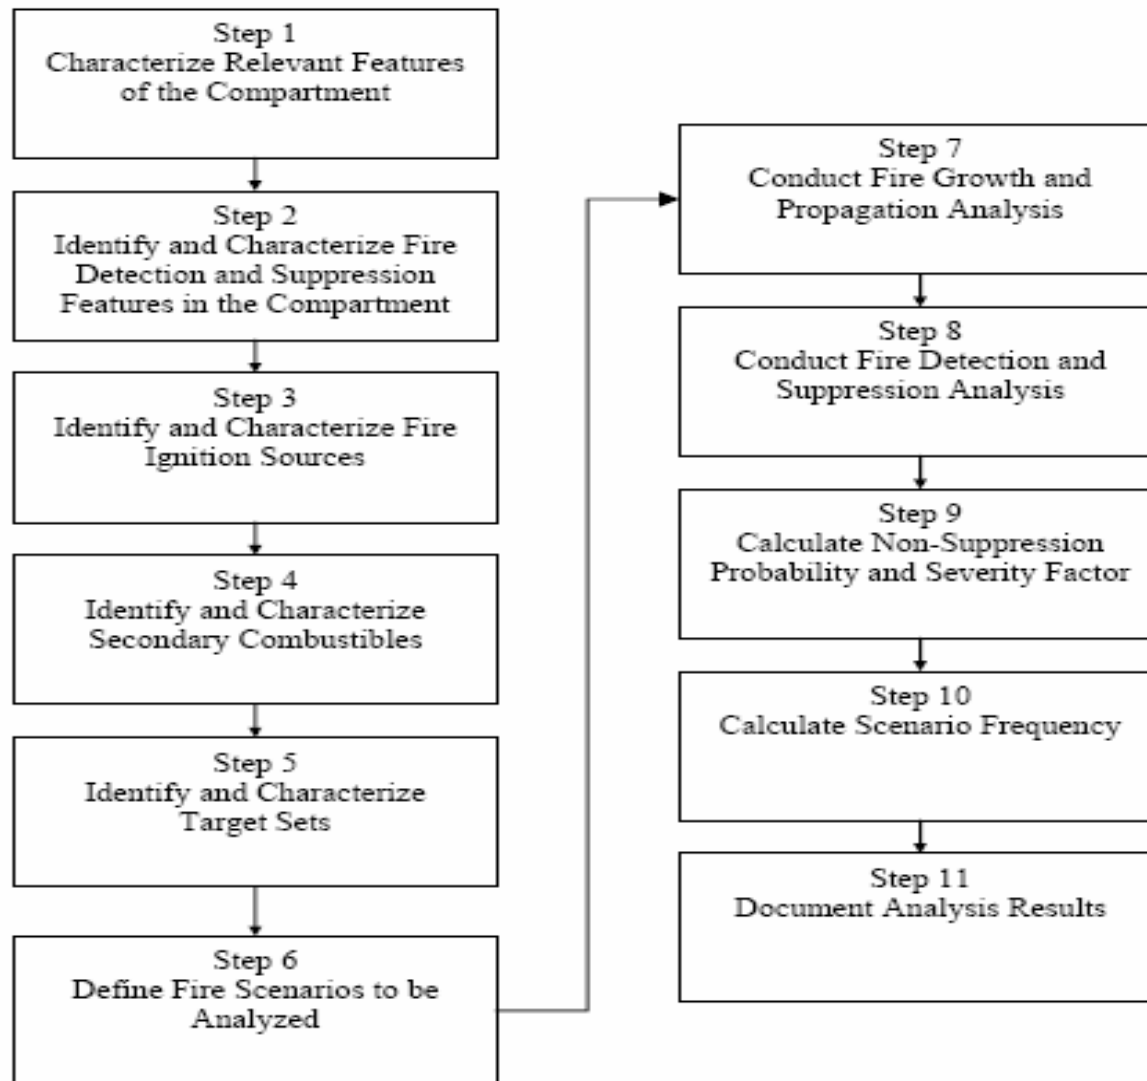 Step 1
Characterize Relevant Features
of the Compartment
Step 2
Identify and Characterize Fire
Detection and Suppression
Features in the Compartment
Step 3
Identify and Characterize Fire
Ignition Sources
Step 4
Identify and Characterize
Secondary Combustibles
Step 5
Identify and Characterize
Target Sets
Step 6
Define Fire Scenarios to be
Analyzed
Step 7
Conduct Fire Growth and
Propagation Analysis
Step 8
Conduct Fire Detection and
Suppression Analysis
Step 9
Calculate Non-Suppression
Probability and Severity Factor
Step 10
Calculate Scenario Frequency
Step 11
Document Analysis Results